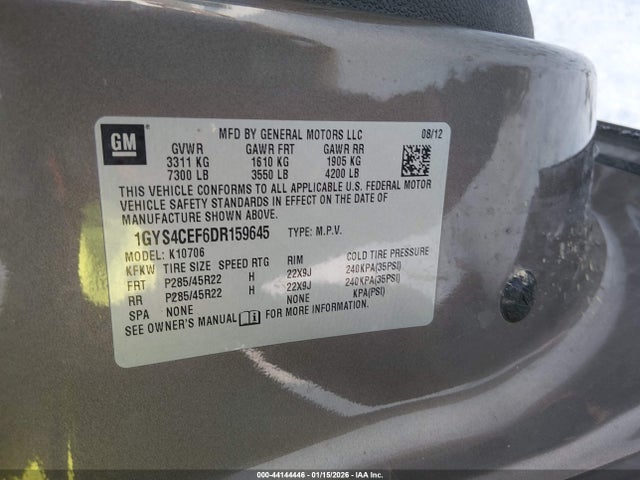 GM
MFD BY GENERAL MOTORS LLC 08/12
GVWR GAWR FRT GAWR RR
3311 KG 1610 KG 1905 KG
7300 LB 3550 LB 4200 LB
THIS VEHICLE CONFORMS TO ALL APPLICABLE U.S. FEDERAL MOTOR
VEHICLE SAFETY STANDARDS IN EFFECT ON THE DATE OF
MANUFACTURE SHOWN ABOVE.
1GYS4CEF6DR159645 TYPE: M.P.V.
MODEL: K10706
KFKW TIRE SIZE SPEED RTG RIM COLD TIRE PRESSURE
FRT P285/45R22 H 22X9J 240KPA(35PSI)
RR P285/45R22 H 22X9J 240KPA(35PSI)
SPA NONE NONE KPA(PSI)
SEE OWNER'S MANUAL FOR MORE INFORMATION.
000-44144446 | 01/15/2026 - IAA Corp.